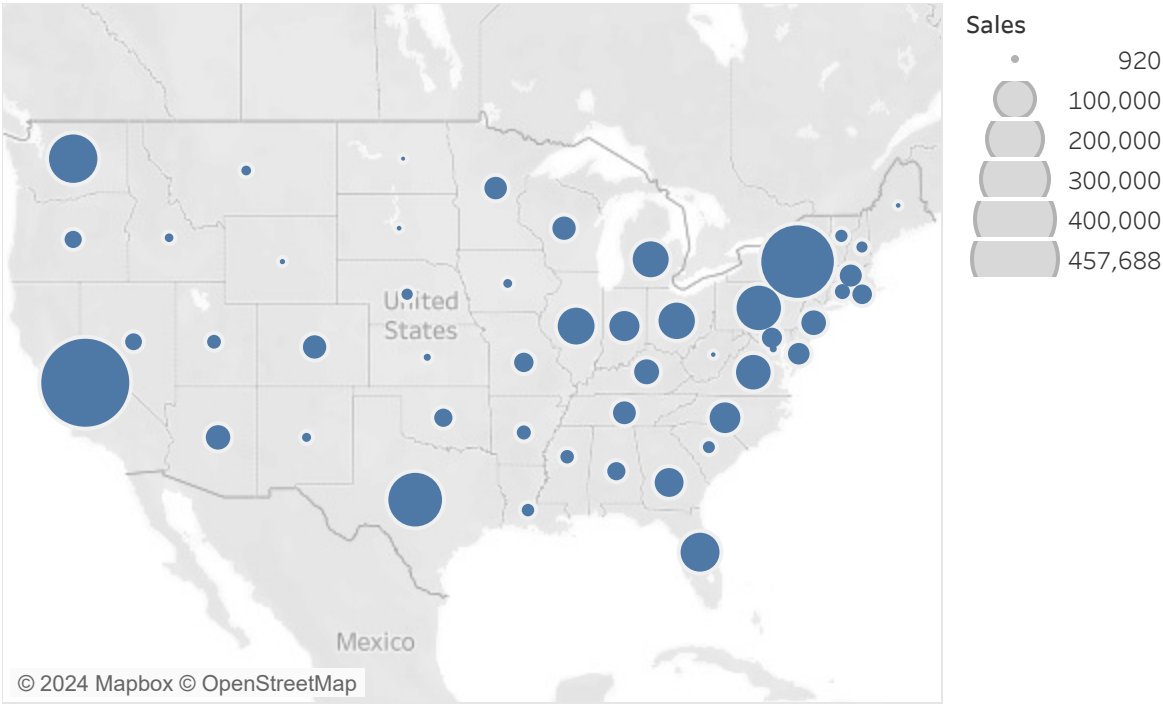 Sales
920
100,000
200,000
300,000
400,000
457,688
United
States
Mexico
© 2024 Mapbox © OpenStreetMap